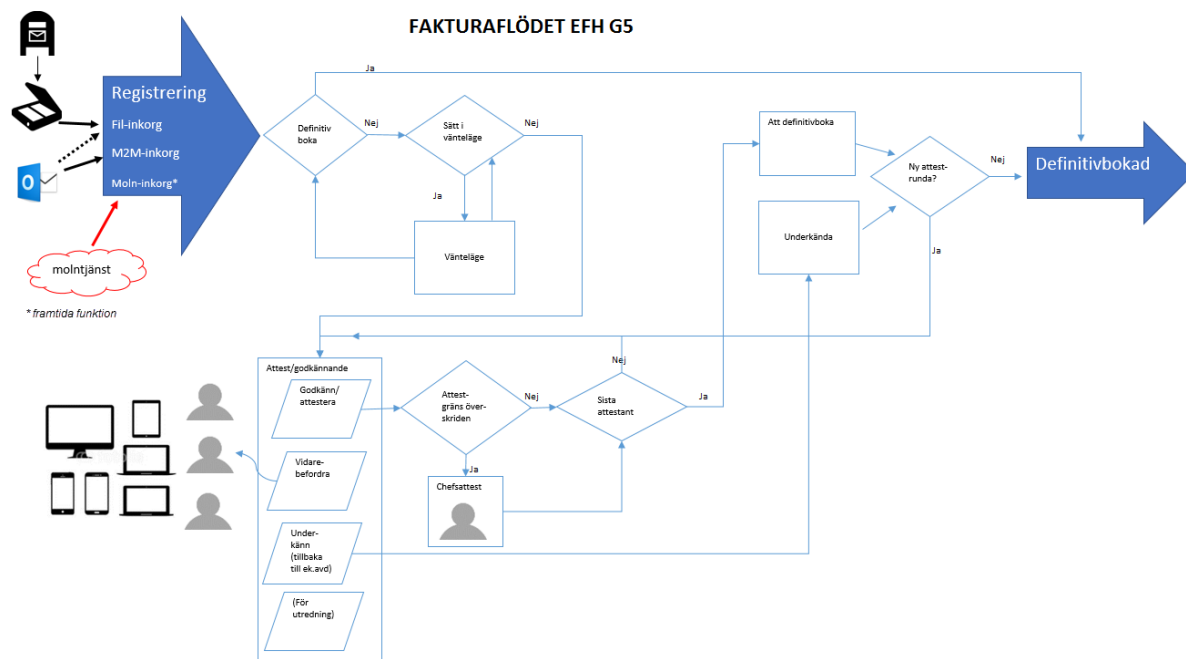 FAKTURAFLÖDET EFH G5
Ja
Registrering
Fil-inkorg
M2M-inkorg
Moln-inkorg*
O
molntjänst
* framtida funktion
Definitiv
boka
Nej
Sätt i
vänteläge
Nej
Ja
Vänteläge
Att definitivboka
Underkända
Ny attest-
runda?
Nej
Ja
Definitivbokad
Attest/godkännande
Godkänn/
attestera
Vidare-
befordra
Under-
känn
(tillbaka
till ek.avd)
(För
utredning)
Attest-
gräns över-
skriden
Nej
Ja
Chefsattest
Nej
Sista
attestant
Ja